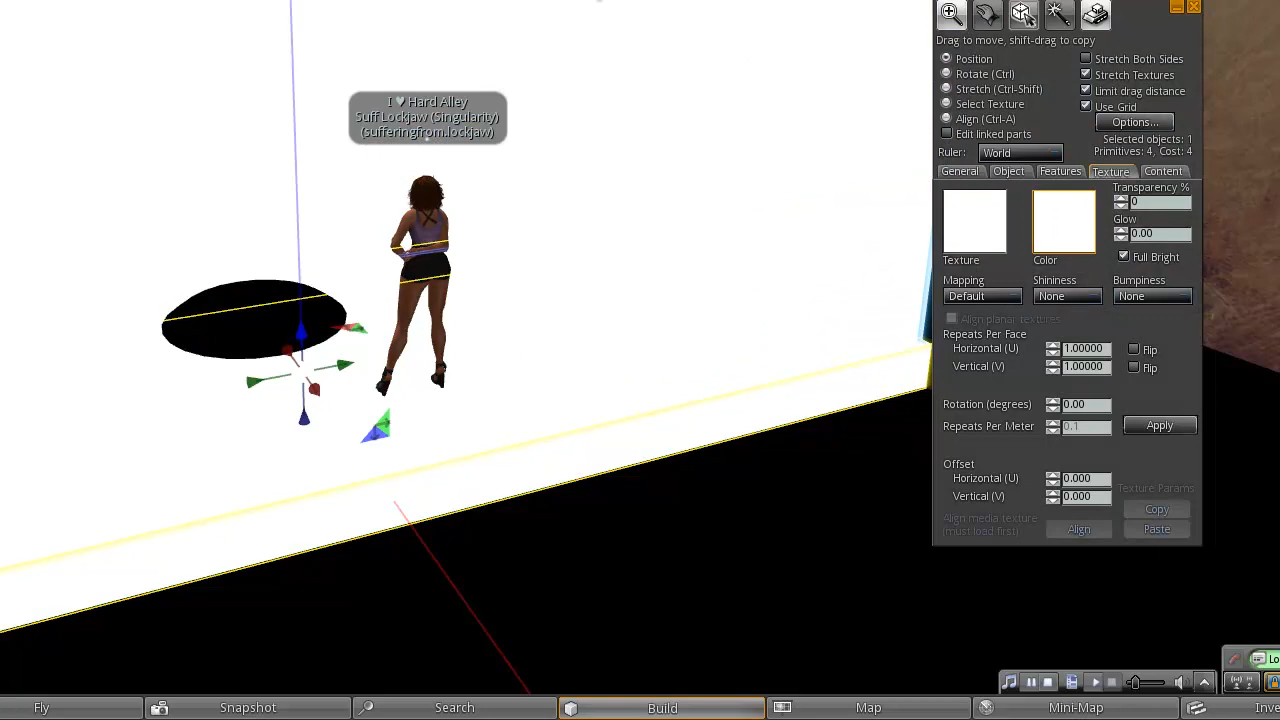 Drag to move, shift-drag to copy
Position
Stretch Both Sides
Rotate (Ctrl)
Stretch Textures
Stretch (Ctrl-Shift)
Limit drag distance
Select Texture
Use Grid
Align (Ctrl-A)
Options...
Edit linked parts
Selected objects: 1
Ruler:
World
Primitives: 4, Cost: 4
General
Object
Features
Texture
Content
I ♥ Hard Alley
Suff Lockjaw (Singularity)
(sufferingfrom.lockjaw)
Transparency %
0
Glow
0.00
Full Bright
Texture
Color
Mapping
Shininess
Bumpiness
Default
None
None
Align planar textures
Repeats Per Face
Horizontal (U)
1.00000
Flip
Vertical (V)
1.00000
Flip
Rotation (degrees)
0.00
Repeats Per Meter
0.1
Apply
Offset
Horizontal (U)
0.000
Texture Params
Vertical (V)
0.000
Copy
Align media texture
(must load first)
Align
Paste
Lo
Fly
Snapshot
Search
Build
Map
Mini-Map
Inve